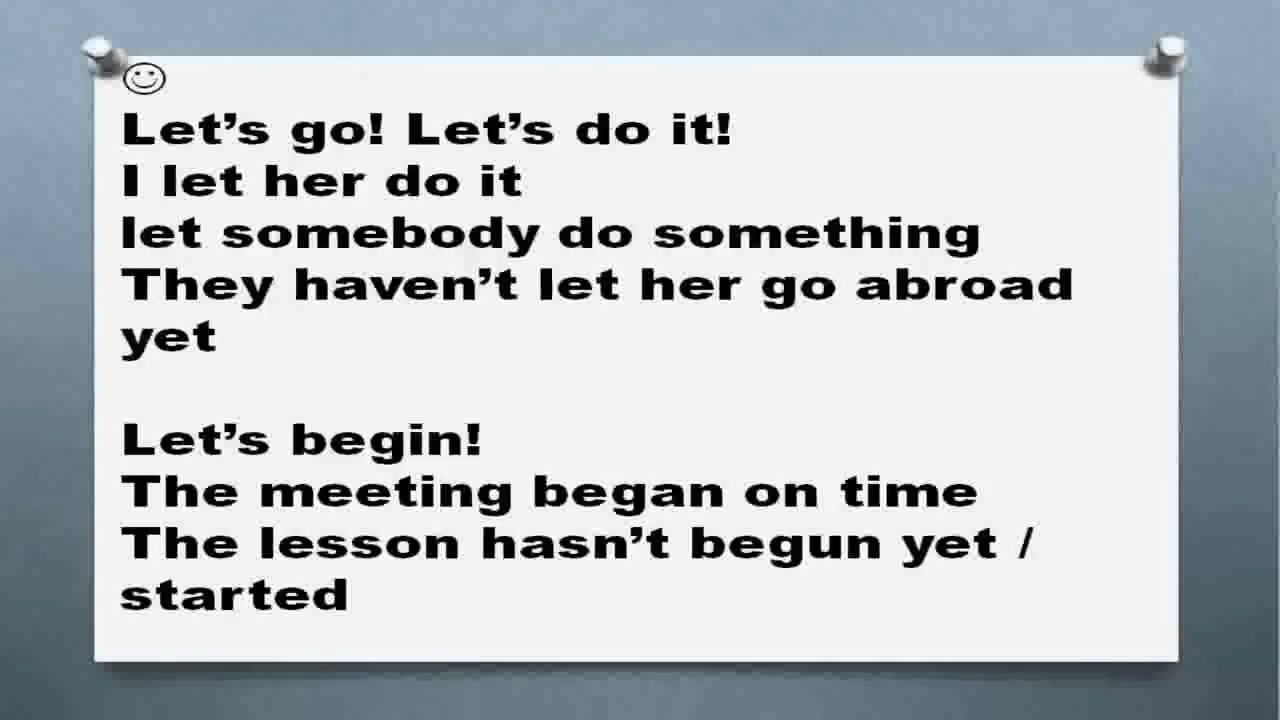 Let’s go! Let’s do it!
I let her do it
let somebody do something
They haven’t let her go abroad
yet
Let’s begin!
The meeting began on time
The lesson hasn’t begun yet /
started